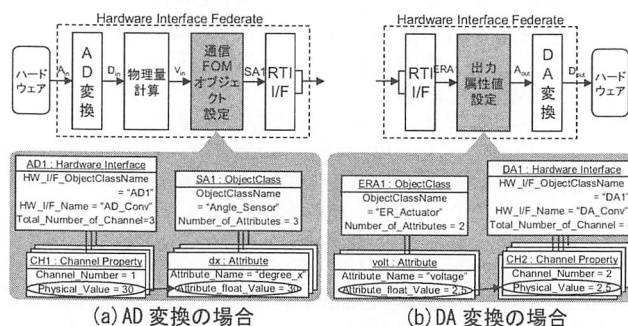 Hardware Interface Federate
ハードウェア
A_in
AD変換
D_in
物理量計算
V_in
通信FOMオブジェクト設定
SA1
RTI I/F
AD1 : Hardware Interface
HW_I/F_ObjectClassName
= "AD1"
HW_I/F_Name = "AD_Conv"
Total_Number_of_Channel=3
SA1 : ObjectClass
ObjectClassName
= "Angle_Sensor"
Number_of_Attributes = 3
CH1 : Channel Property
Channel_Number = 1
Physical_Value = 30
dx : Attribute
Attribute_Name = "degree_x"
Attribute_float_Value = 30
(a) AD 変換の場合
Hardware Interface Federate
RTI I/F
ERA1
出力属性値設定
A_out
DA変換
D_out
ハードウェア
ERA1 : ObjectClass
ObjectClassName
= "ER_Actuator"
Number_of_Attributes = 2
DA1 : Hardware Interface
HW_I/F_ObjectClassName
= "DA1"
HW_I/F_Name = "DA_Conv"
Total_Number_of_Channel =
volt : Attribute
Attribute_Name = "voltage"
Attribute_float_Value = 2.5
CH2 : Channel Property
Channel_Number = 2
Physical_Value = 2.5
(b) DA 変換の場合